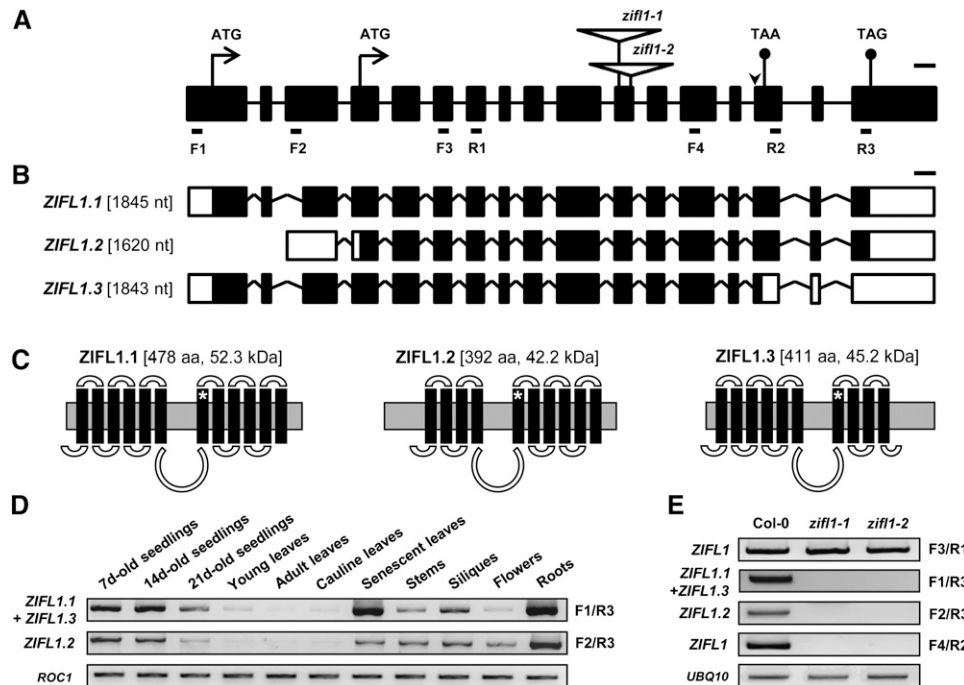 A
zifl1-1
zifl1-2
ATG
ATG
TAA
TAG
F1
F2
F3
R1
F4
R2
R3
B
ZIFL1.1 [1845 nt]
ZIFL1.2 [1620 nt]
ZIFL1.3 [1843 nt]
C
ZIFL1.1 [478 aa, 52.3 kDa]
ZIFL1.2 [392 aa, 42.2 kDa]
ZIFL1.3 [411 aa, 45.2 kDa]
*
*
*
D
7d-old seedlings
14d-old seedlings
21d-old seedlings
Young leaves
Adult leaves
Cauline leaves
Senescent leaves
Stems
Siliques
Flowers
Roots
ZIFL1.1
+ ZIFL1.3
F1/R3
ZIFL1.2
F2/R3
ROC1
E
Col-0 zifl1-1 zifl1-2
ZIFL1
F3/R1
ZIFL1.1
+ZIFL1.3
F1/R3
ZIFL1.2
F2/R3
ZIFL1
F4/R2
UBQ10